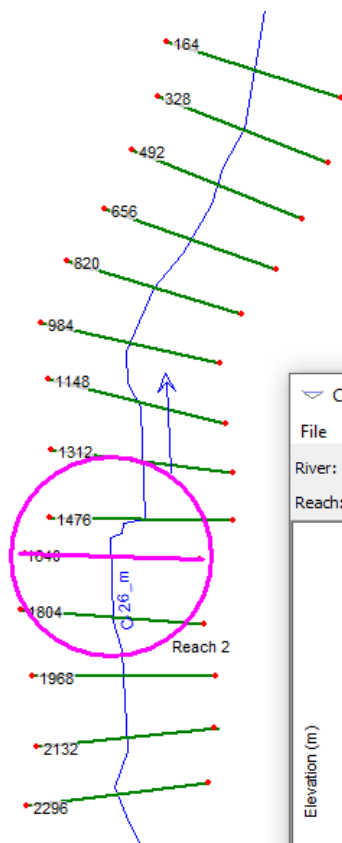 164
328
492
656
820
984
1148
1312
1476
1640
1804
1968
2132
2296
Reach 2
C
File
River:
Reach:
Elevation (m)